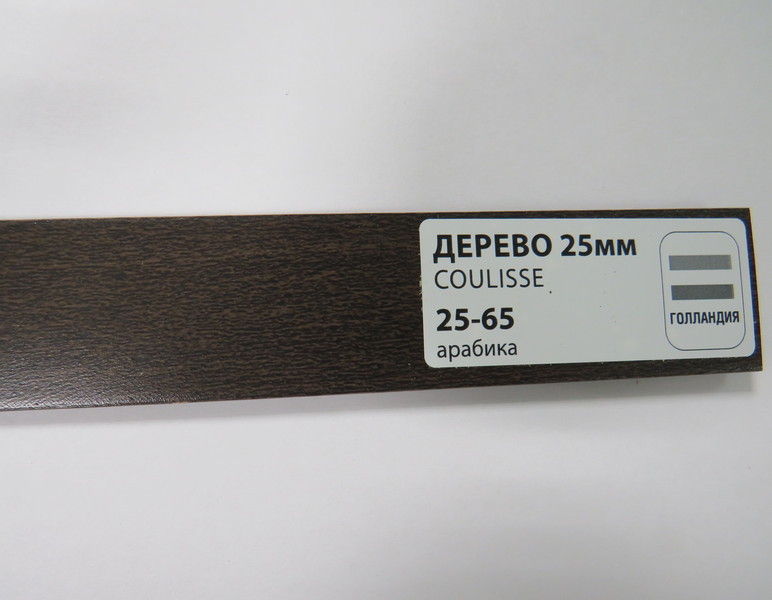 ДЕРЕВО 25мм
COULISSE
25-65
арабика
ГОЛЛАНДИЯ